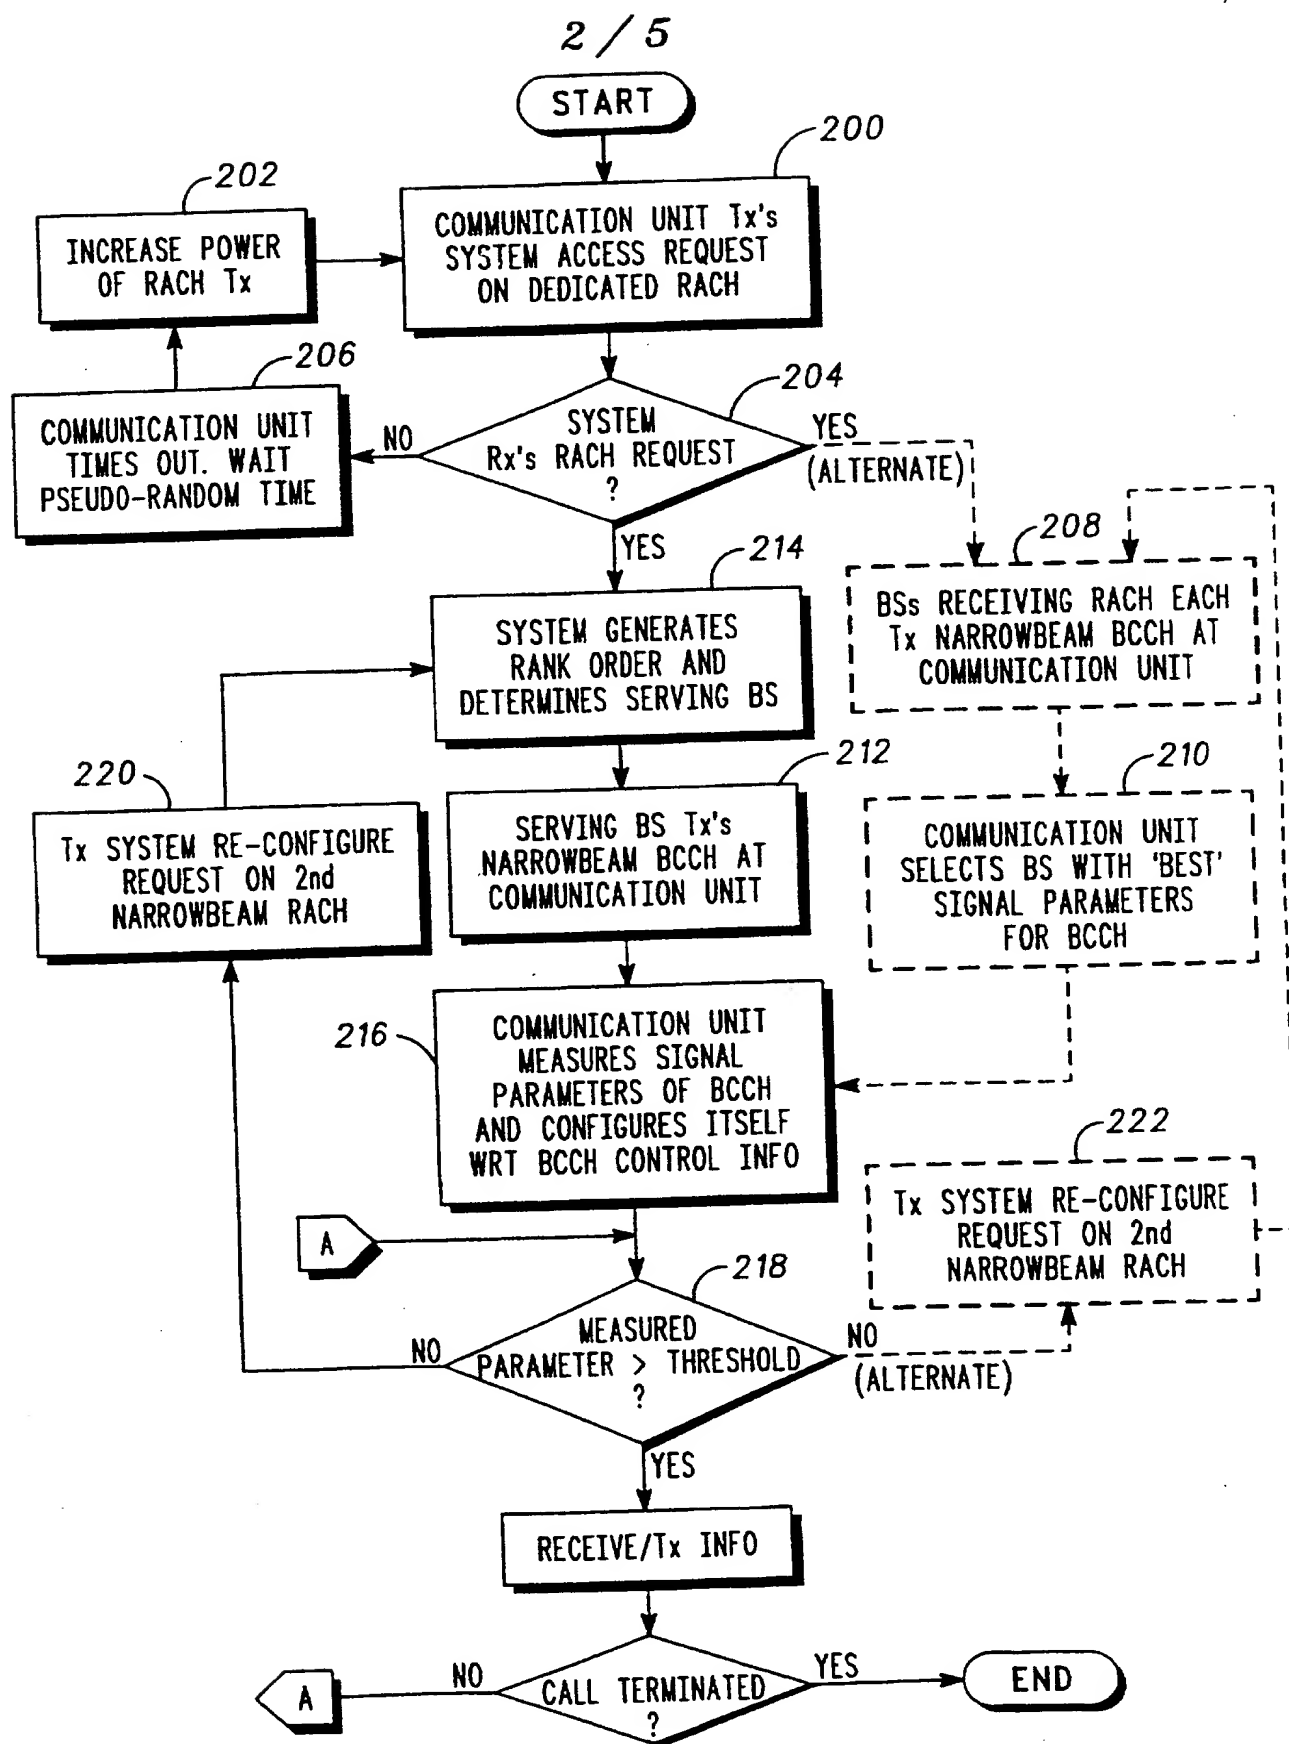 2 / 5
START
200
202
COMMUNICATION UNIT Tx's
SYSTEM ACCESS REQUEST
ON DEDICATED RACH
INCREASE POWER
OF RACH Tx
206
204
COMMUNICATION UNIT
TIMES OUT. WAIT
PSEUDO-RANDOM TIME
NO
SYSTEM
Rx's RACH REQUEST
?
YES
(ALTERNATE)
YES
214
208
SYSTEM GENERATES
RANK ORDER AND
DETERMINES SERVING BS
BSs RECEIVING RACH EACH
Tx NARROWBEAM BCCH AT
COMMUNICATION UNIT
220
212
210
Tx SYSTEM RE-CONFIGURE
REQUEST ON 2nd
NARROWBEAM RACH
SERVING BS Tx's
NARROWBEAM BCCH AT
COMMUNICATION UNIT
COMMUNICATION UNIT
SELECTS BS WITH 'BEST'
SIGNAL PARAMETERS
FOR BCCH
216
COMMUNICATION UNIT
MEASURES SIGNAL
PARAMETERS OF BCCH
AND CONFIGURES ITSELF
WRT BCCH CONTROL INFO
222
Tx SYSTEM RE-CONFIGURE
REQUEST ON 2nd
NARROWBEAM RACH
A
218
NO
MEASURED
PARAMETER > THRESHOLD
?
NO
(ALTERNATE)
YES
RECEIVE/Tx INFO
A
NO
CALL TERMINATED
?
YES
END